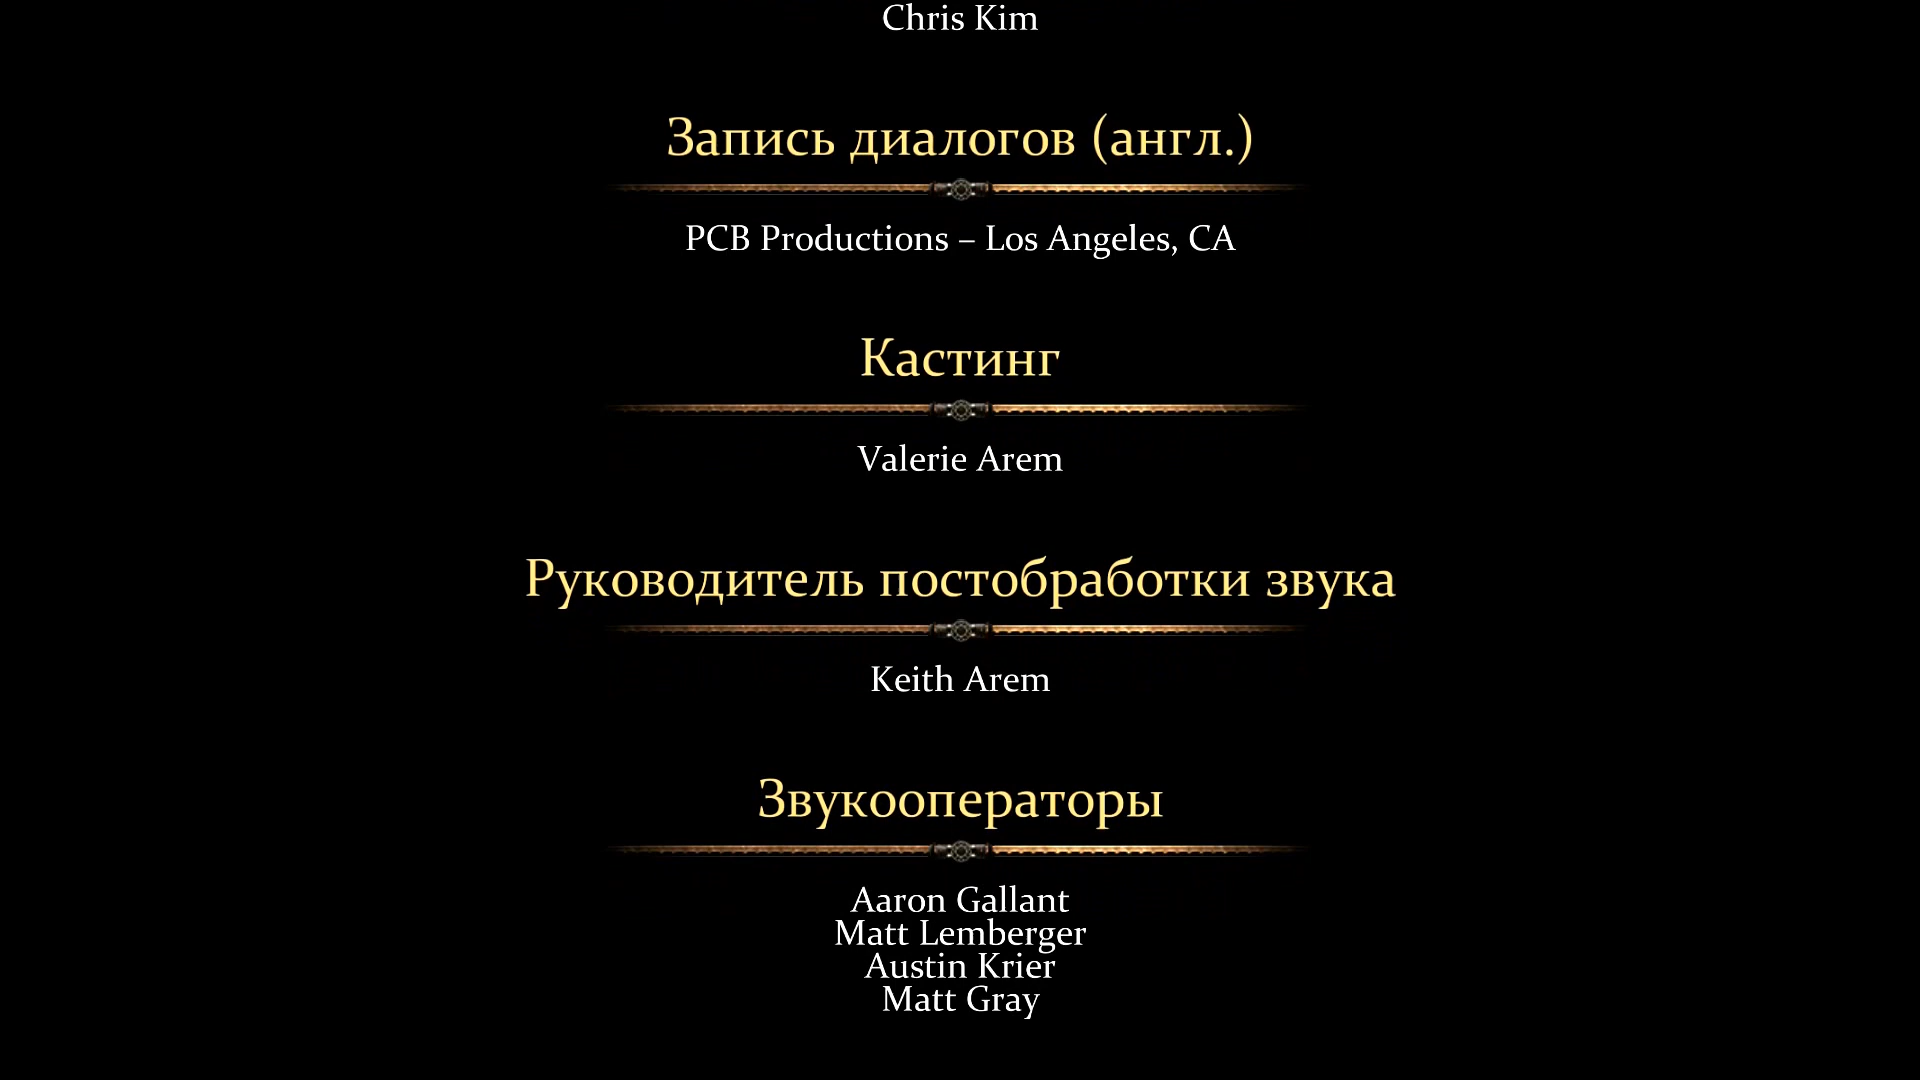 Chris Kim
Запись диалогов (англ.)
PCB Productions – Los Angeles, CA
Кастинг
Valerie Arem
Руководитель постобработки звука
Keith Arem
Звукооператоры
Aaron Gallant
Matt Lemberger
Austin Krier
Matt Gray